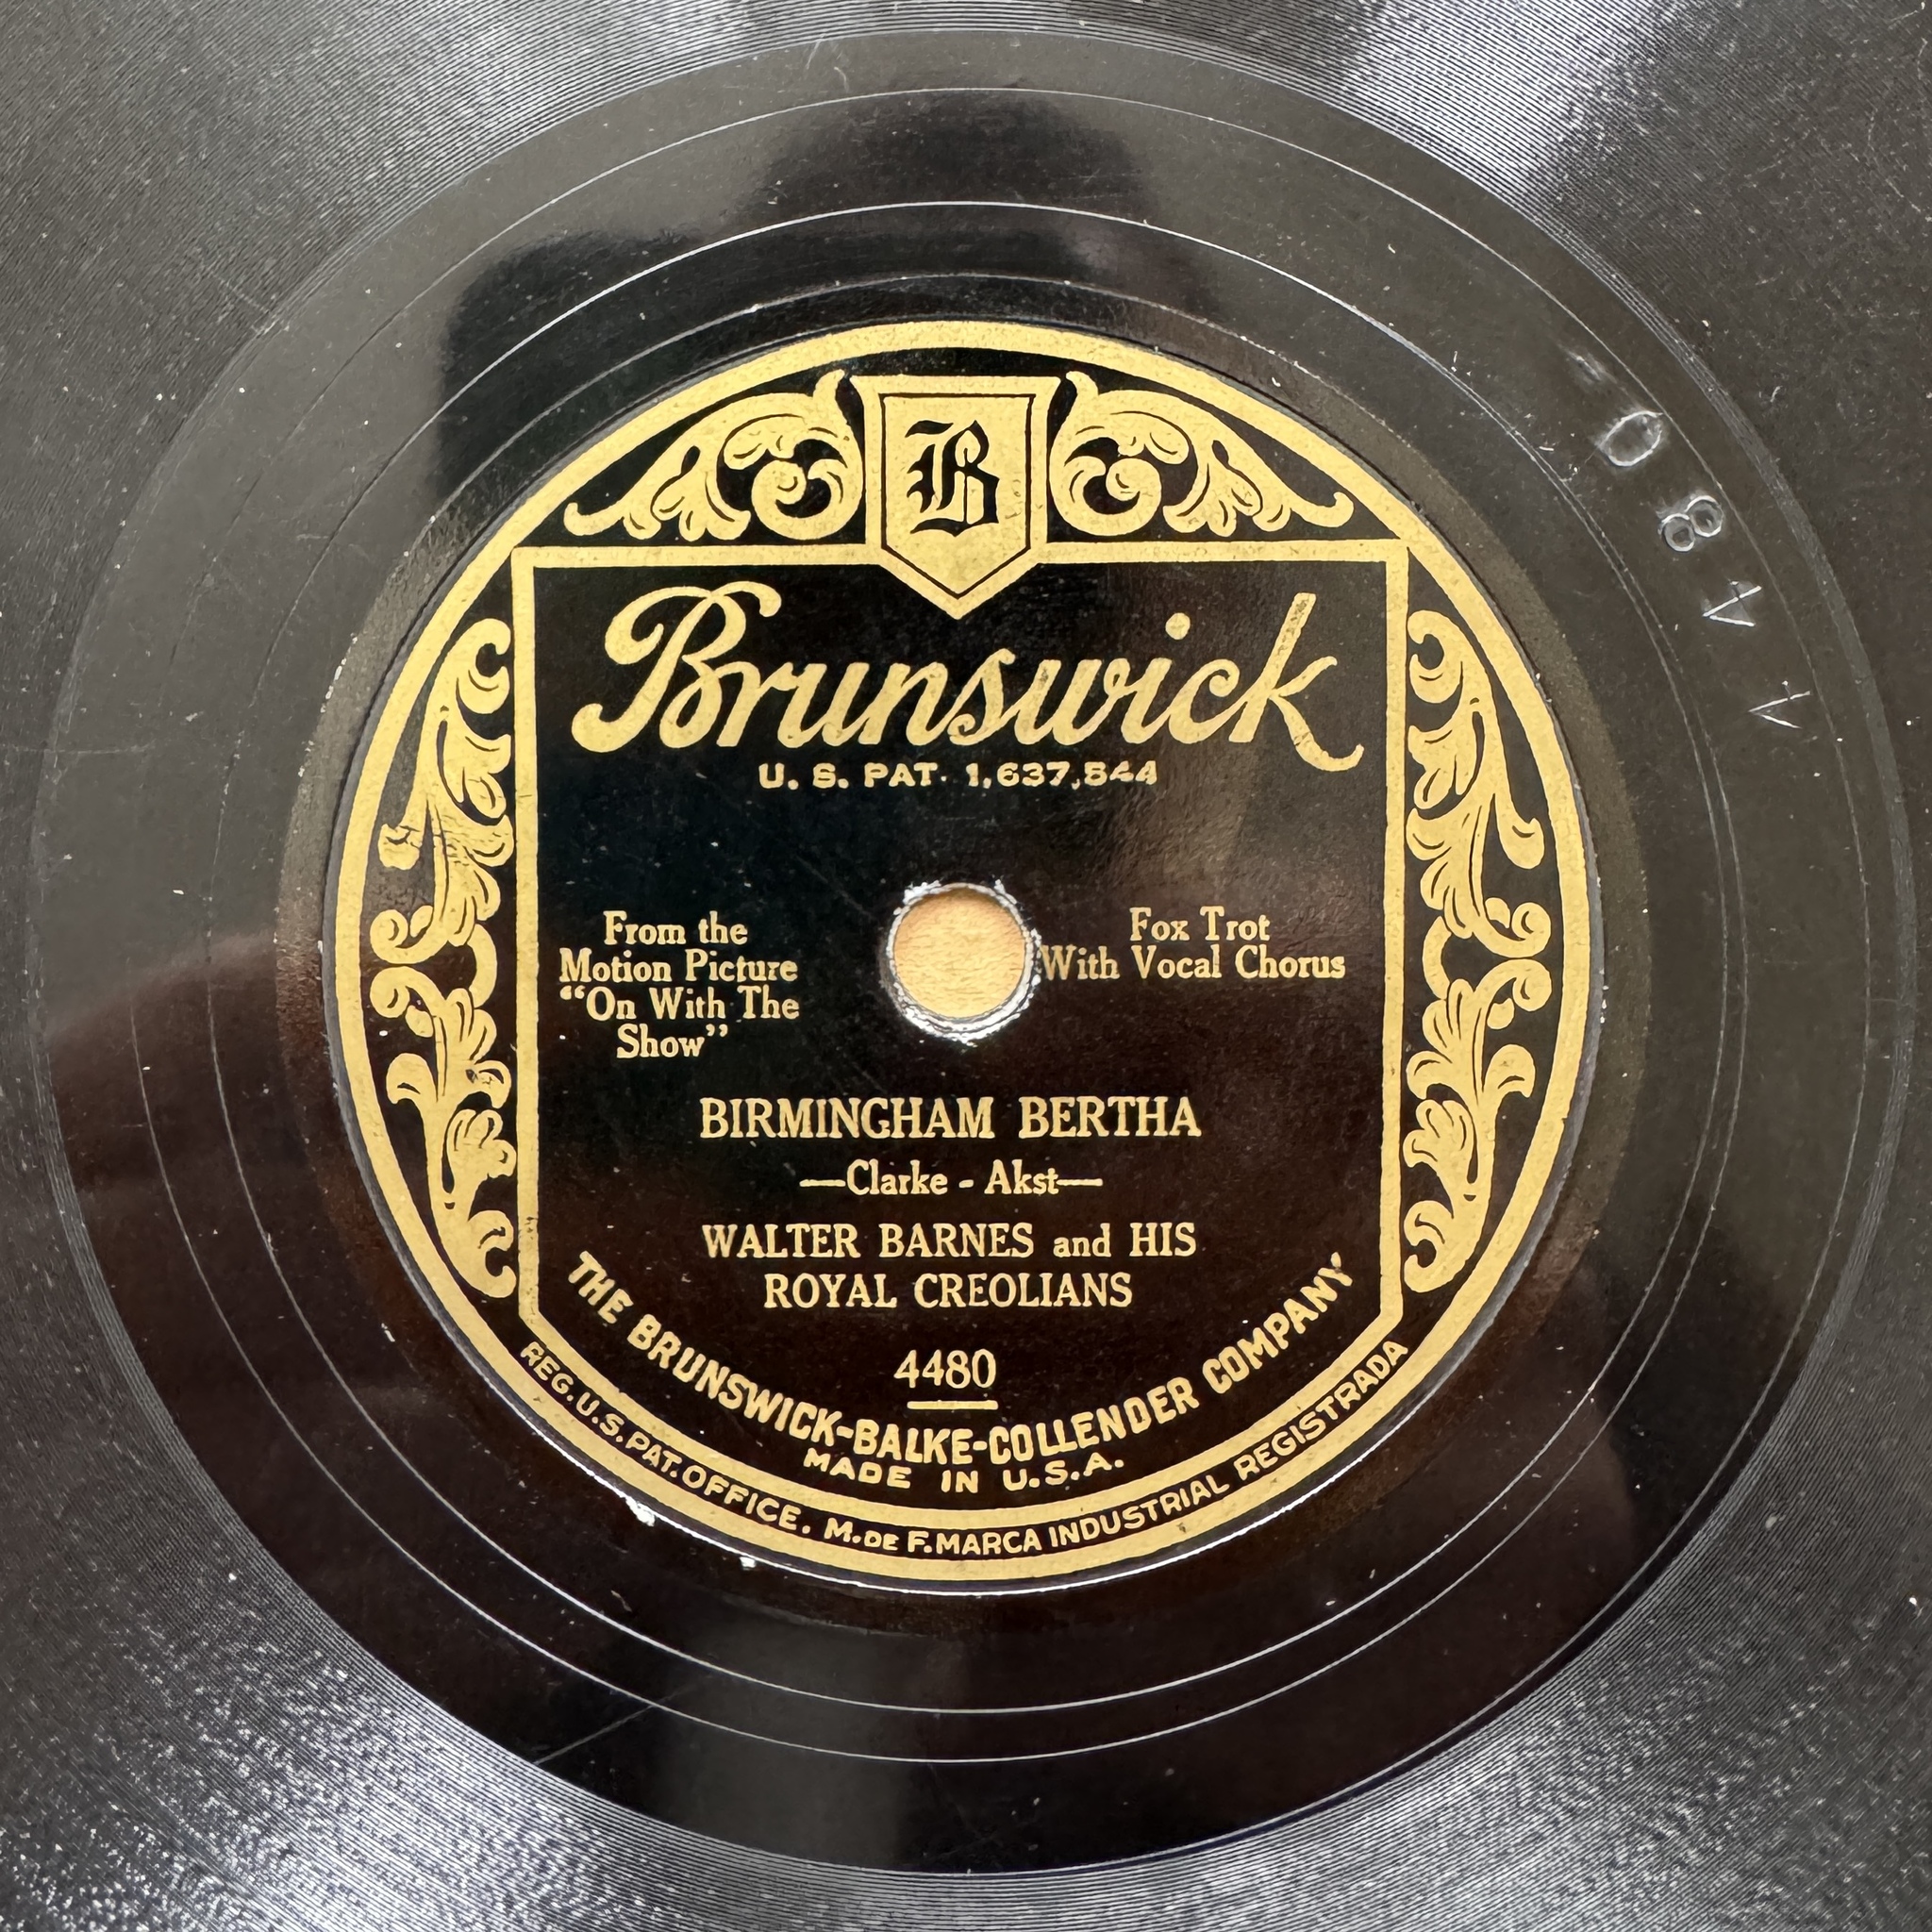 B
Brunswick
U. S. PAT. 1,637,544
From the
Motion Picture
“On With The
Show”
Fox Trot
With Vocal Chorus
BIRMINGHAM BERTHA
—Clarke - Akst—
WALTER BARNES and HIS
ROYAL CREOLIANS
4480
THE BRUNSWICK-BALKE-COLLENDER COMPANY
MADE IN U.S.A.
REG. U.S. PAT. OFFICE. M. DE F. MARCA INDUSTRIAL REGISTRADA
4480